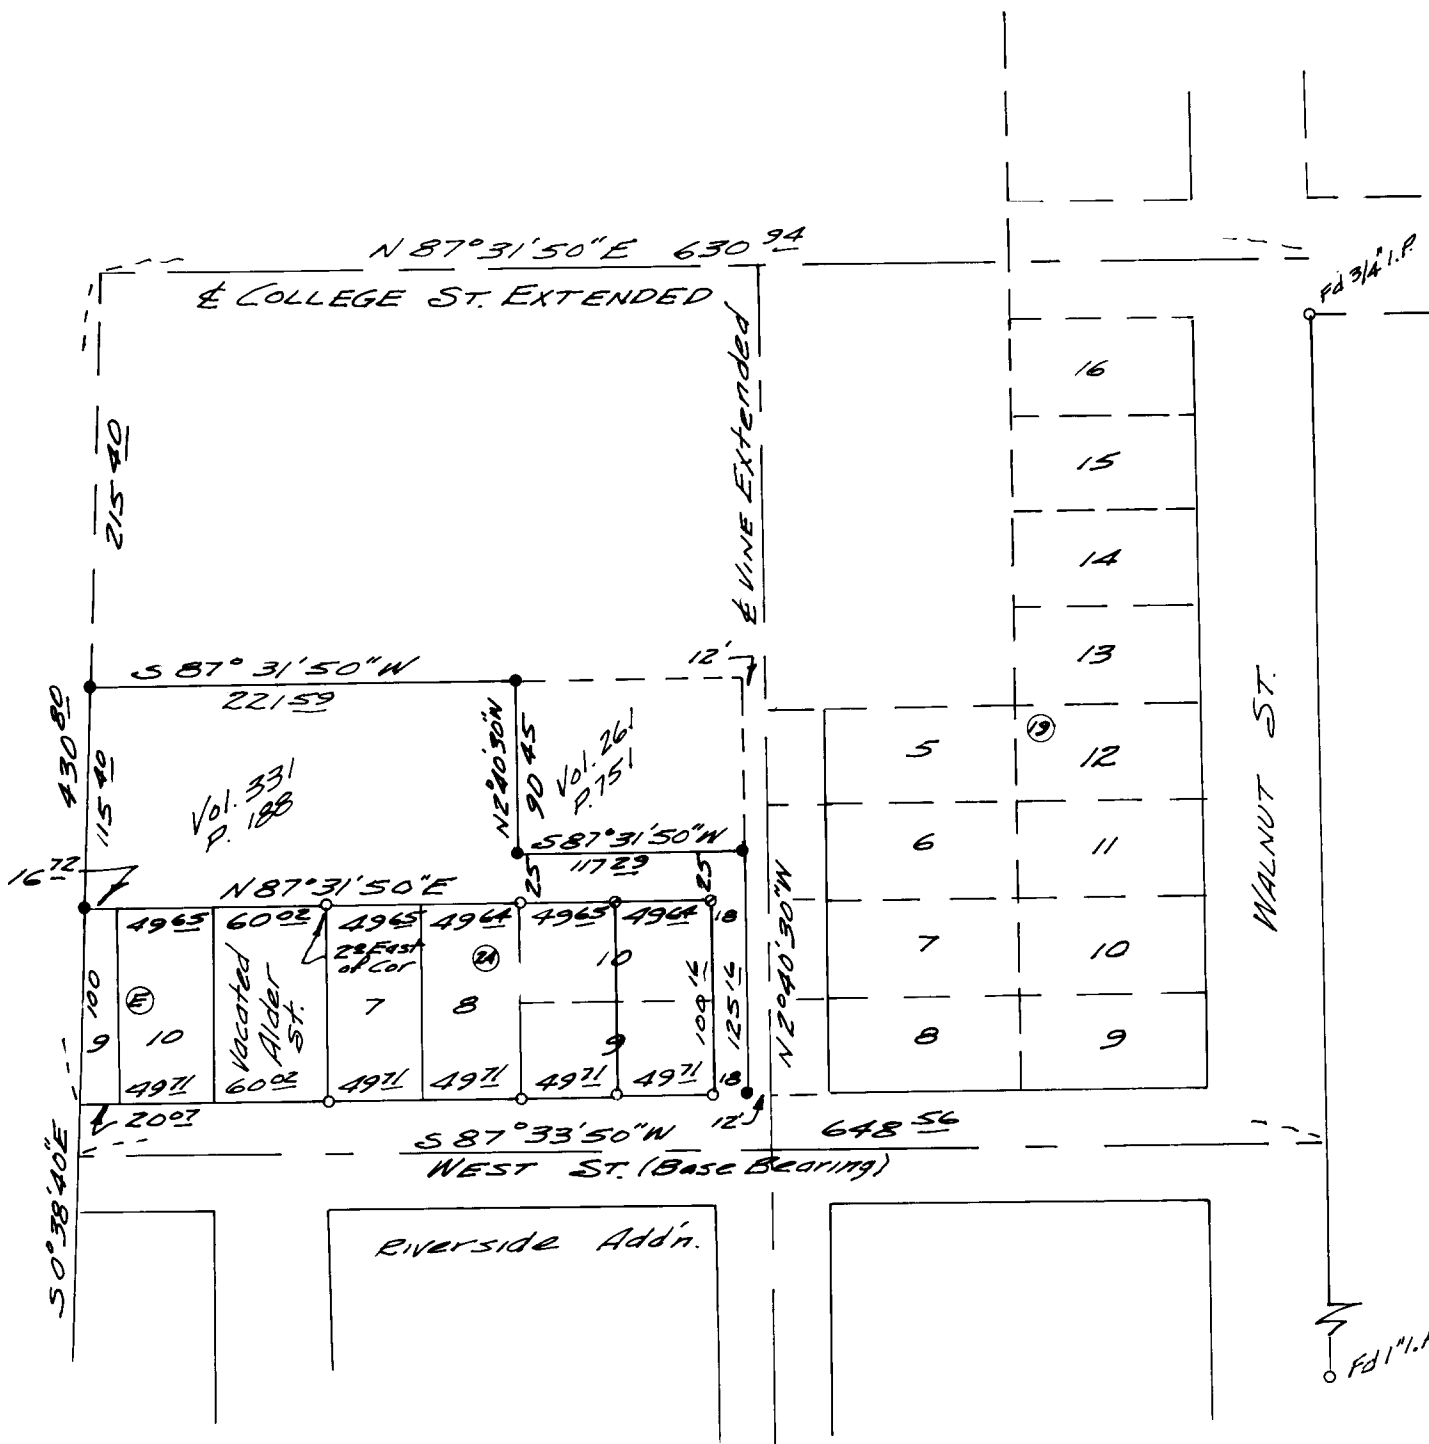 N 87° 31' 50" E 630 94
℄ COLLEGE ST. EXTENDED
Fd 3/4" I.P.
215 40
℄ VINE Extended
16
15
14
13
12
11
10
9
19
5
6
7
8
WALNUT ST.
S 87° 31' 50" W
221 59
12'
430 80
115 40
Vol. 331
P. 188
N 2° 40' 30" W
90 45
Vol. 261
P. 751
S 87° 31' 50" W
117 29
25
25
16 72
N 87° 31' 50" E
49 65
60 02
49 65
49 64
49 65
49 64
18
East
of Cor
100
9
E
10
Vacated
Alder
St.
7
8
10
9
100 16
125 16
N 2° 40' 30" W
49 71
60 02
49 71
49 71
49 71
49 71
18
12'
20 07
S 87° 33' 50" W
648 56
WEST ST. (Base Bearing)
S 0° 38' 40" E
Riverside Add'n.
Fd 1" I.